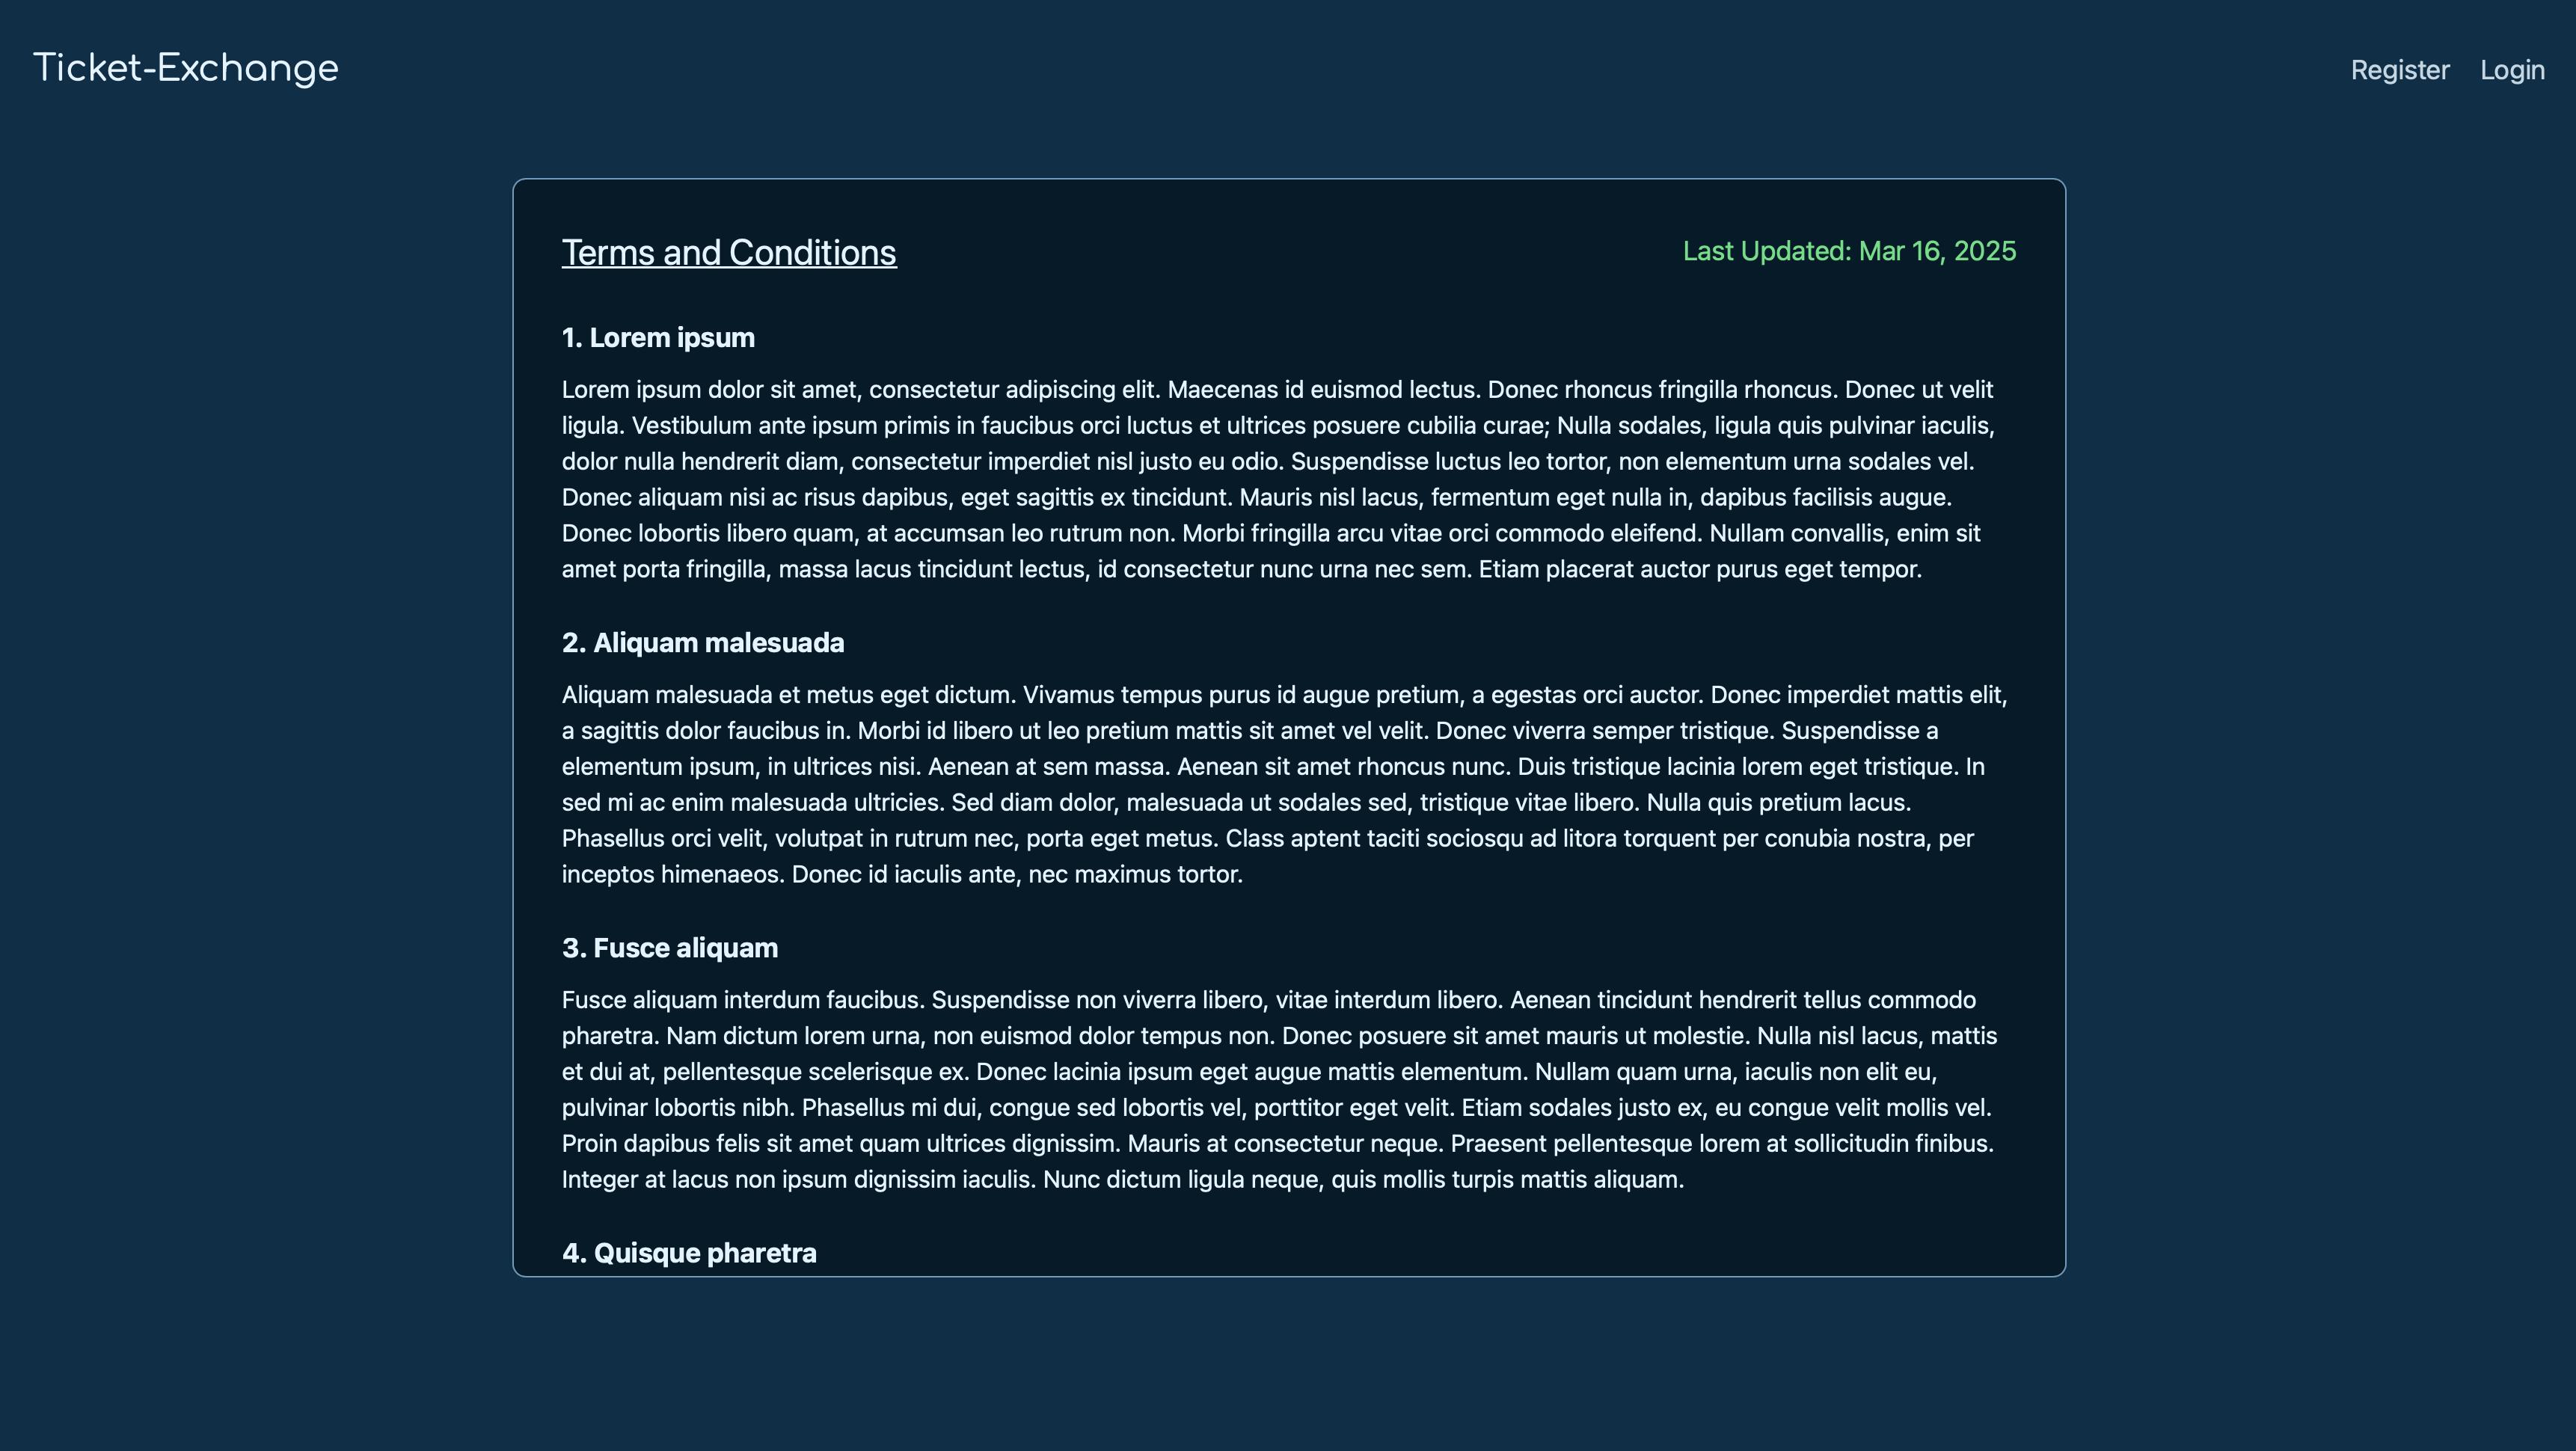 Ticket-Exchange
Register
Login
Terms and Conditions
Last Updated: Mar 16, 2025
1. Lorem ipsum
Lorem ipsum dolor sit amet, consectetur adipiscing elit. Maecenas id euismod lectus. Donec rhoncus fringilla rhoncus. Donec ut velit
ligula. Vestibulum ante ipsum primis in faucibus orci luctus et ultrices posuere cubilia curae; Nulla sodales, ligula quis pulvinar iaculis,
dolor nulla hendrerit diam, consectetur imperdiet nisl justo eu odio. Suspendisse luctus leo tortor, non elementum urna sodales vel.
Donec aliquam nisi ac risus dapibus, eget sagittis ex tincidunt. Mauris nisl lacus, fermentum eget nulla in, dapibus facilisis augue.
Donec lobortis libero quam, at accumsan leo rutrum non. Morbi fringilla arcu vitae orci commodo eleifend. Nullam convallis, enim sit
amet porta fringilla, massa lacus tincidunt lectus, id consectetur nunc urna nec sem. Etiam placerat auctor purus eget tempor.
2. Aliquam malesuada
Aliquam malesuada et metus eget dictum. Vivamus tempus purus id augue pretium, a egestas orci auctor. Donec imperdiet mattis elit,
a sagittis dolor faucibus in. Morbi id libero ut leo pretium mattis sit amet vel velit. Donec viverra semper tristique. Suspendisse a
elementum ipsum, in ultrices nisi. Aenean at sem massa. Aenean sit amet rhoncus nunc. Duis tristique lacinia lorem eget tristique. In
sed mi ac enim malesuada ultricies. Sed diam dolor, malesuada ut sodales sed, tristique vitae libero. Nulla quis pretium lacus.
Phasellus orci velit, volutpat in rutrum nec, porta eget metus. Class aptent taciti sociosqu ad litora torquent per conubia nostra, per
inceptos himenaeos. Donec id iaculis ante, nec maximus tortor.
3. Fusce aliquam
Fusce aliquam interdum faucibus. Suspendisse non viverra libero, vitae interdum libero. Aenean tincidunt hendrerit tellus commodo
pharetra. Nam dictum lorem urna, non euismod dolor tempus non. Donec posuere sit amet mauris ut molestie. Nulla nisl lacus, mattis
et dui at, pellentesque scelerisque ex. Donec lacinia ipsum eget augue mattis elementum. Nullam quam urna, iaculis non elit eu,
pulvinar lobortis nibh. Phasellus mi dui, congue sed lobortis vel, porttitor eget velit. Etiam sodales justo ex, eu congue velit mollis vel.
Proin dapibus felis sit amet quam ultrices dignissim. Mauris at consectetur neque. Praesent pellentesque lorem at sollicitudin finibus.
Integer at lacus non ipsum dignissim iaculis. Nunc dictum ligula neque, quis mollis turpis mattis aliquam.
4. Quisque pharetra